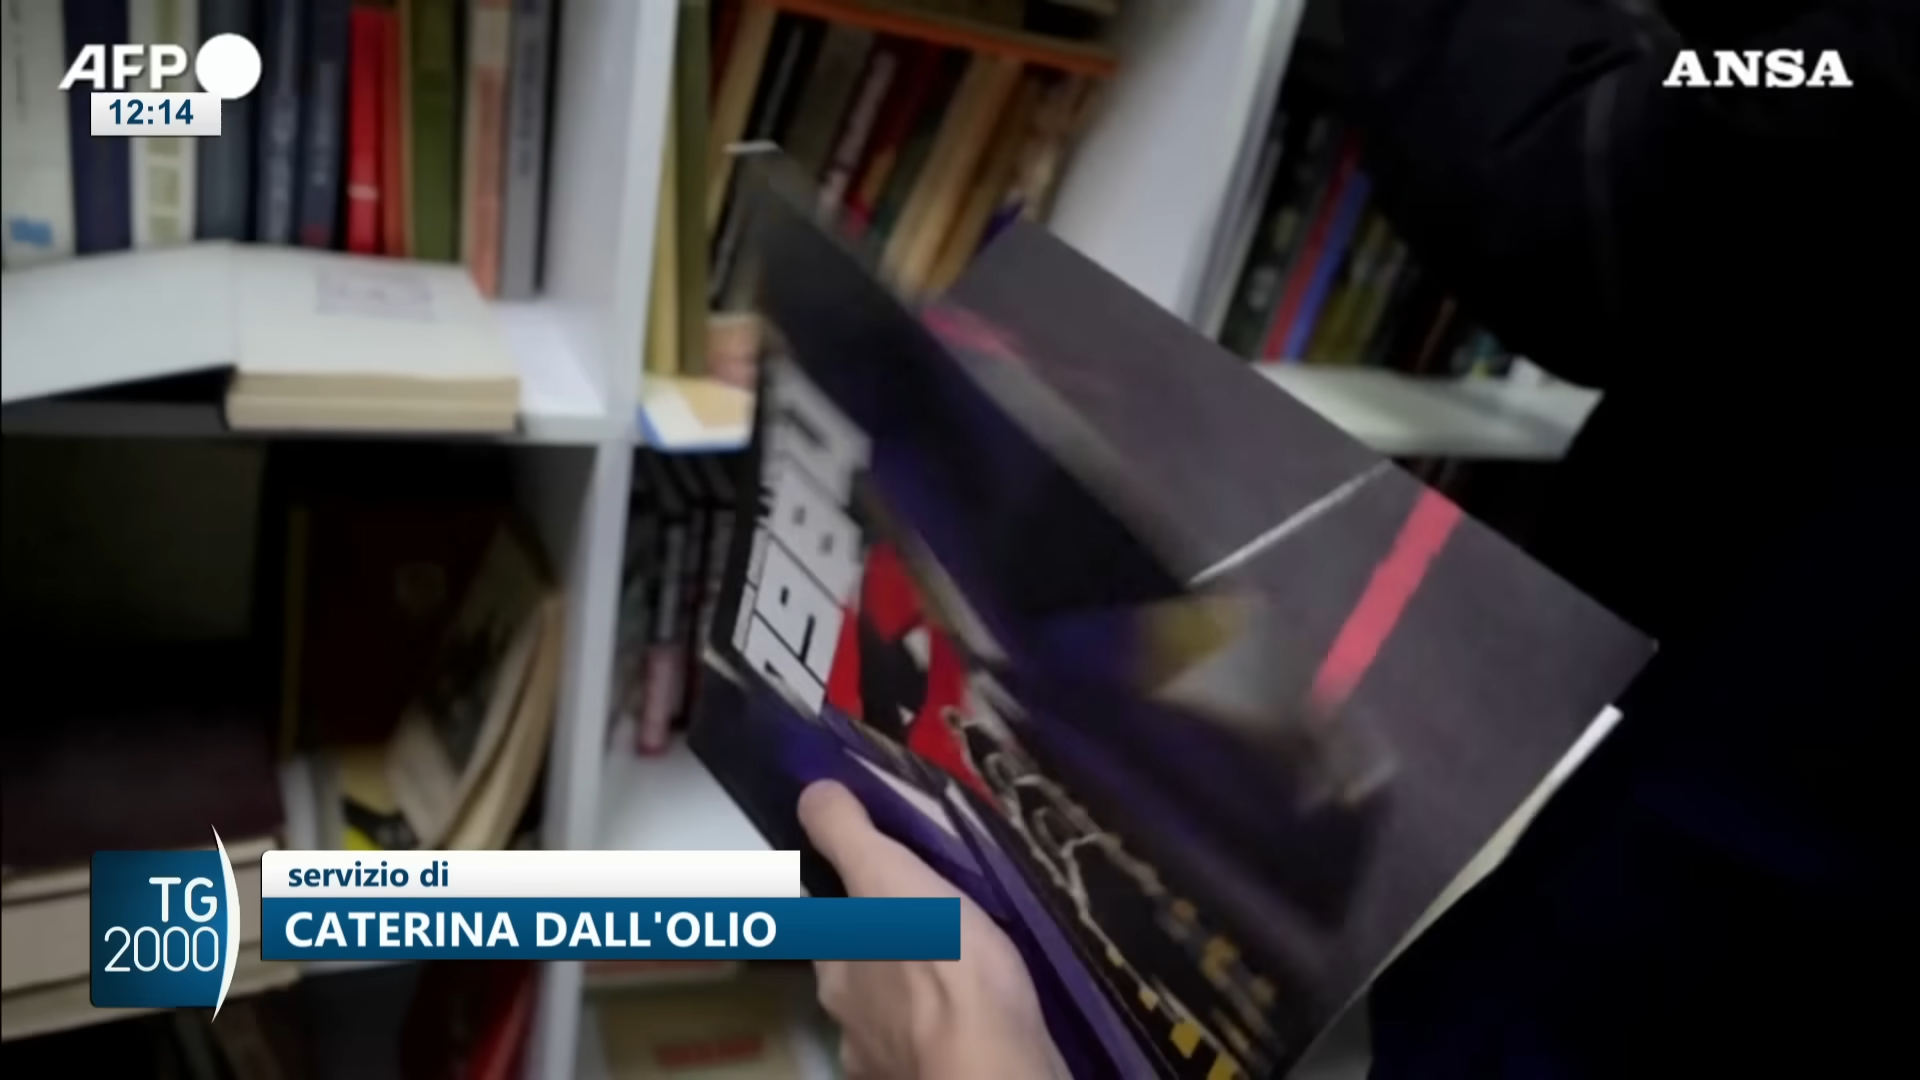 AFP
ANSA
12:14
TG
2000
servizio di
CATERINA DALL'OLIO